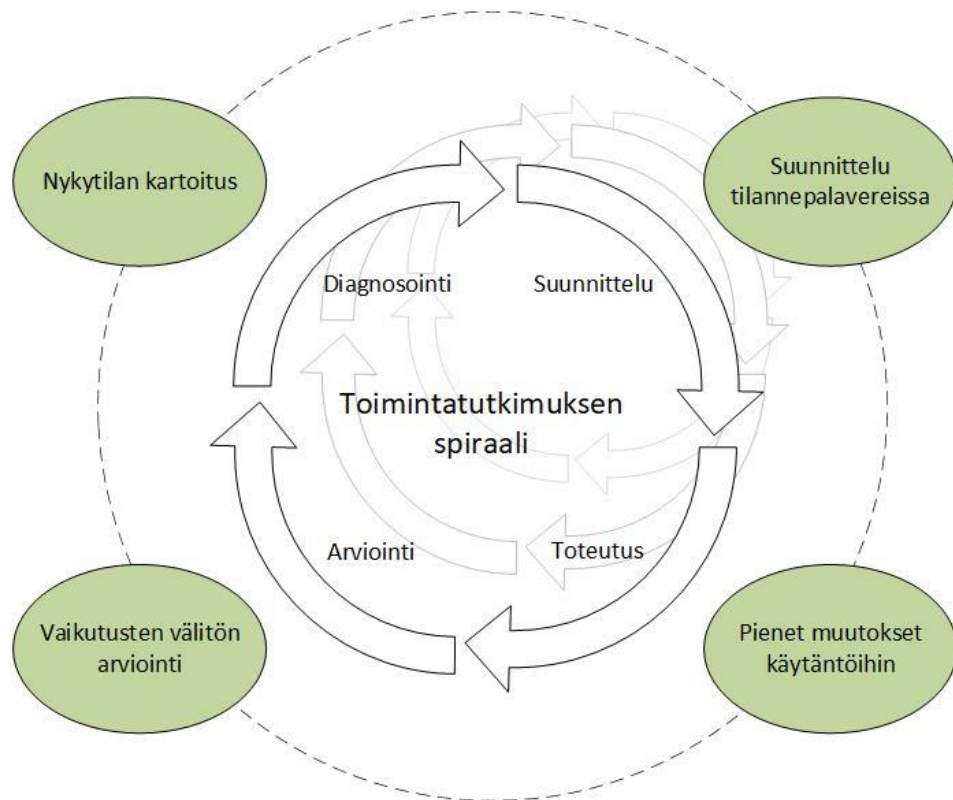 Nykytilan kartoitus
Suunnittelu
tilannepalavereissa
Diagnosointi
Suunnittelu
Toimintatutkimuksen
spiraali
Arviointi
Toteutus
Vaikutusten välitön
arviointi
Pienet muutokset
käytäntöihin